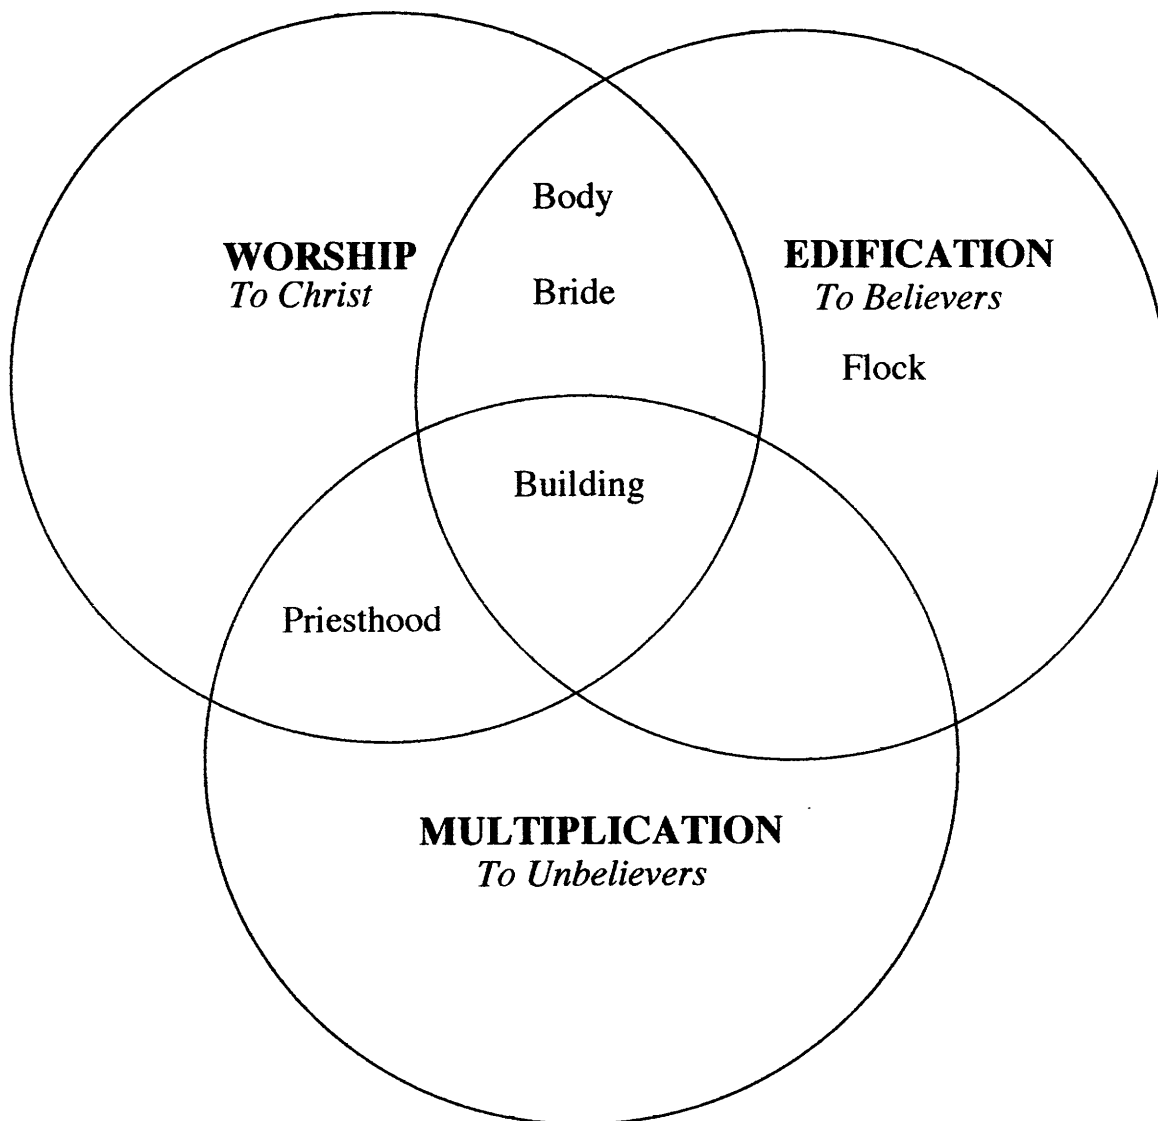 Body
WORSHIP
To Christ
Bride
EDIFICATION
To Believers
Flock
Building
Priesthood
MULTIPLICATION
To Unbelievers